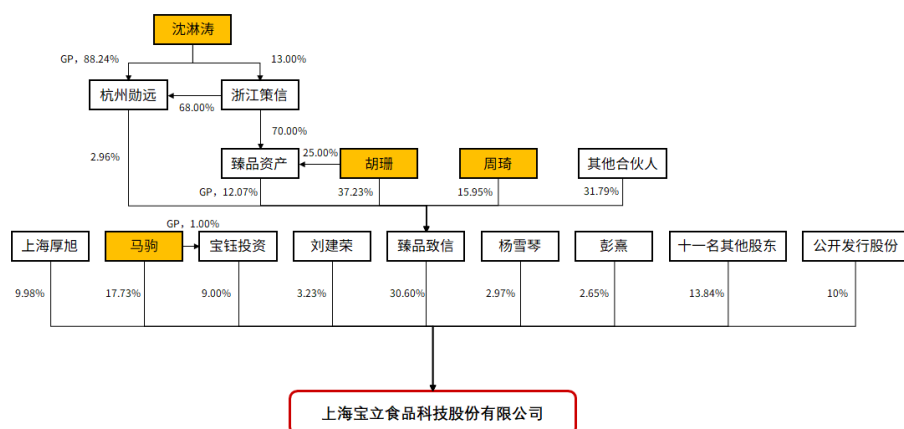 沈淋涛
GP，88.24%
13.00%
杭州勋远
浙江策信
68.00%
70.00%
2.96%
25.00%
臻品资产
胡珊
周琦
其他合伙人
GP，12.07%
37.23%
15.95%
31.79%
GP，1.00%
上海厚旭
马驹
宝钰投资
刘建荣
臻品致信
杨雪琴
彭熹
十一名其他股东
公开发行股份
9.98%
17.73%
9.00%
3.23%
30.60%
2.97%
2.65%
13.84%
10%
上海宝立食品科技股份有限公司